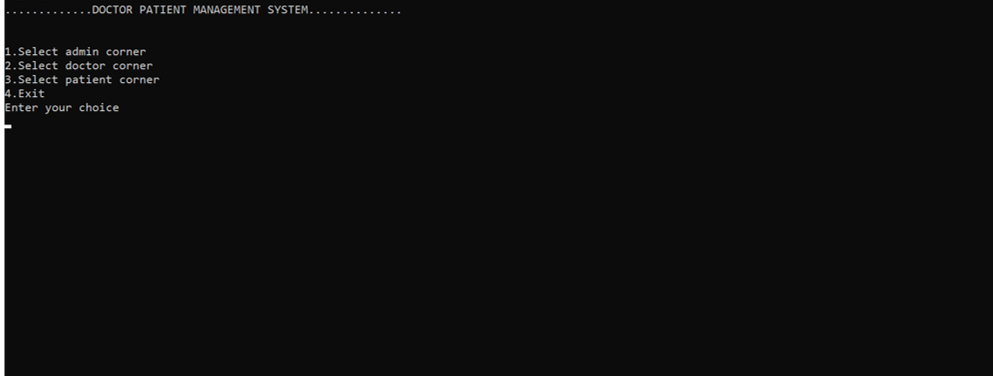 .............DOCTOR PATIENT MANAGEMENT SYSTEM..............
1.Select admin corner
2.Select doctor corner
3.Select patient corner
4.Exit
Enter your choice